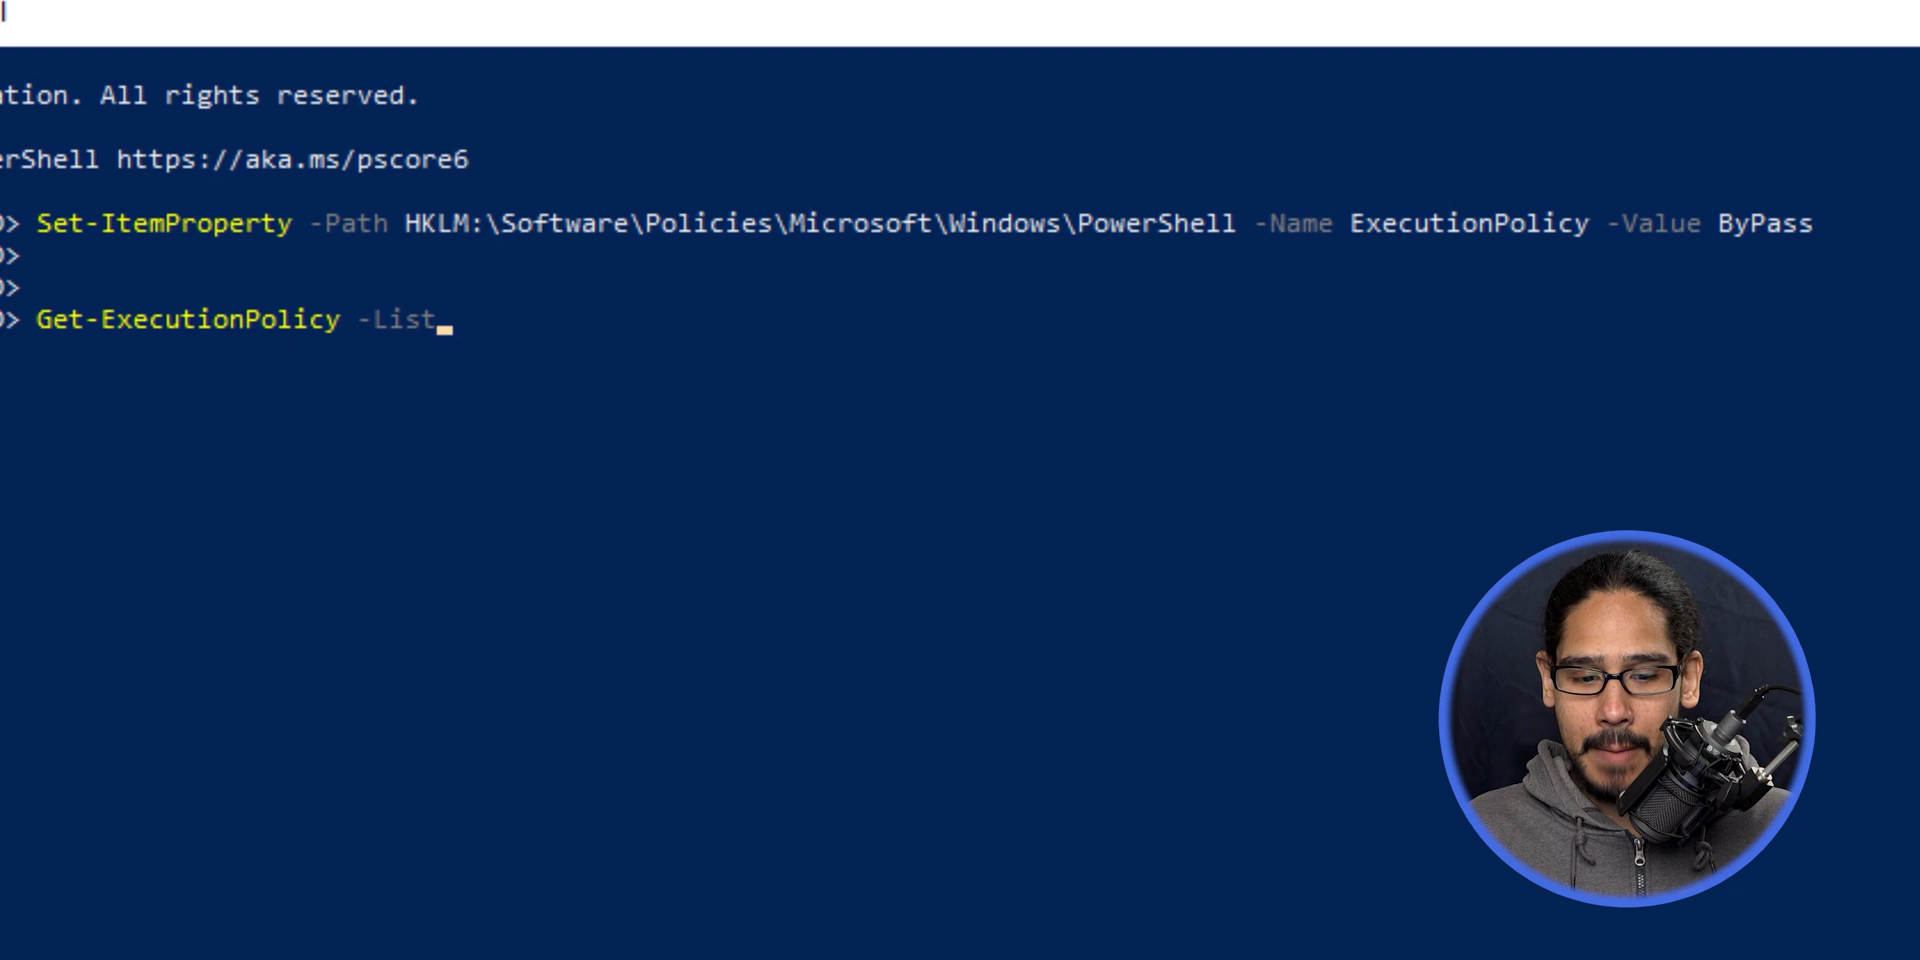 ation. All rights reserved.
erShell https://aka.ms/pscore6
> Set-ItemProperty -Path HKLM:\Software\Policies\Microsoft\Windows\PowerShell -Name ExecutionPolicy -Value ByPass
>
>
> Get-ExecutionPolicy -List